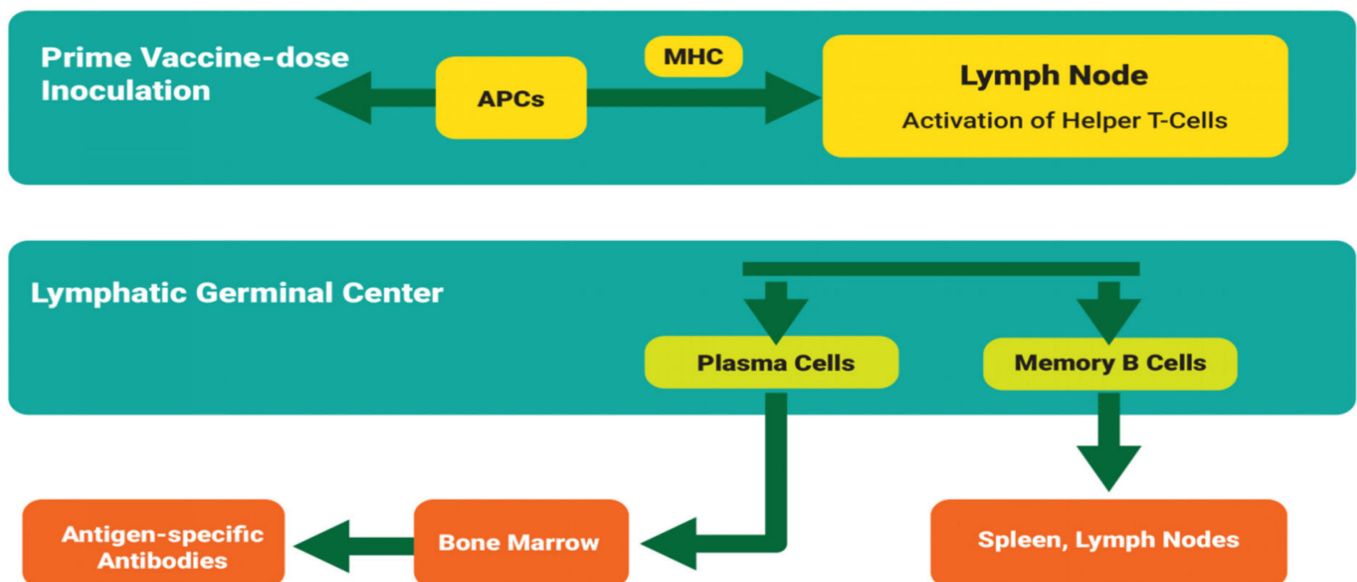 Prime Vaccine-dose
Inoculation
APCs
MHC
Lymph Node
Activation of Helper T-Cells
Lymphatic Germinal Center
Plasma Cells
Memory B Cells
Antigen-specific
Antibodies
Bone Marrow
Spleen, Lymph Nodes